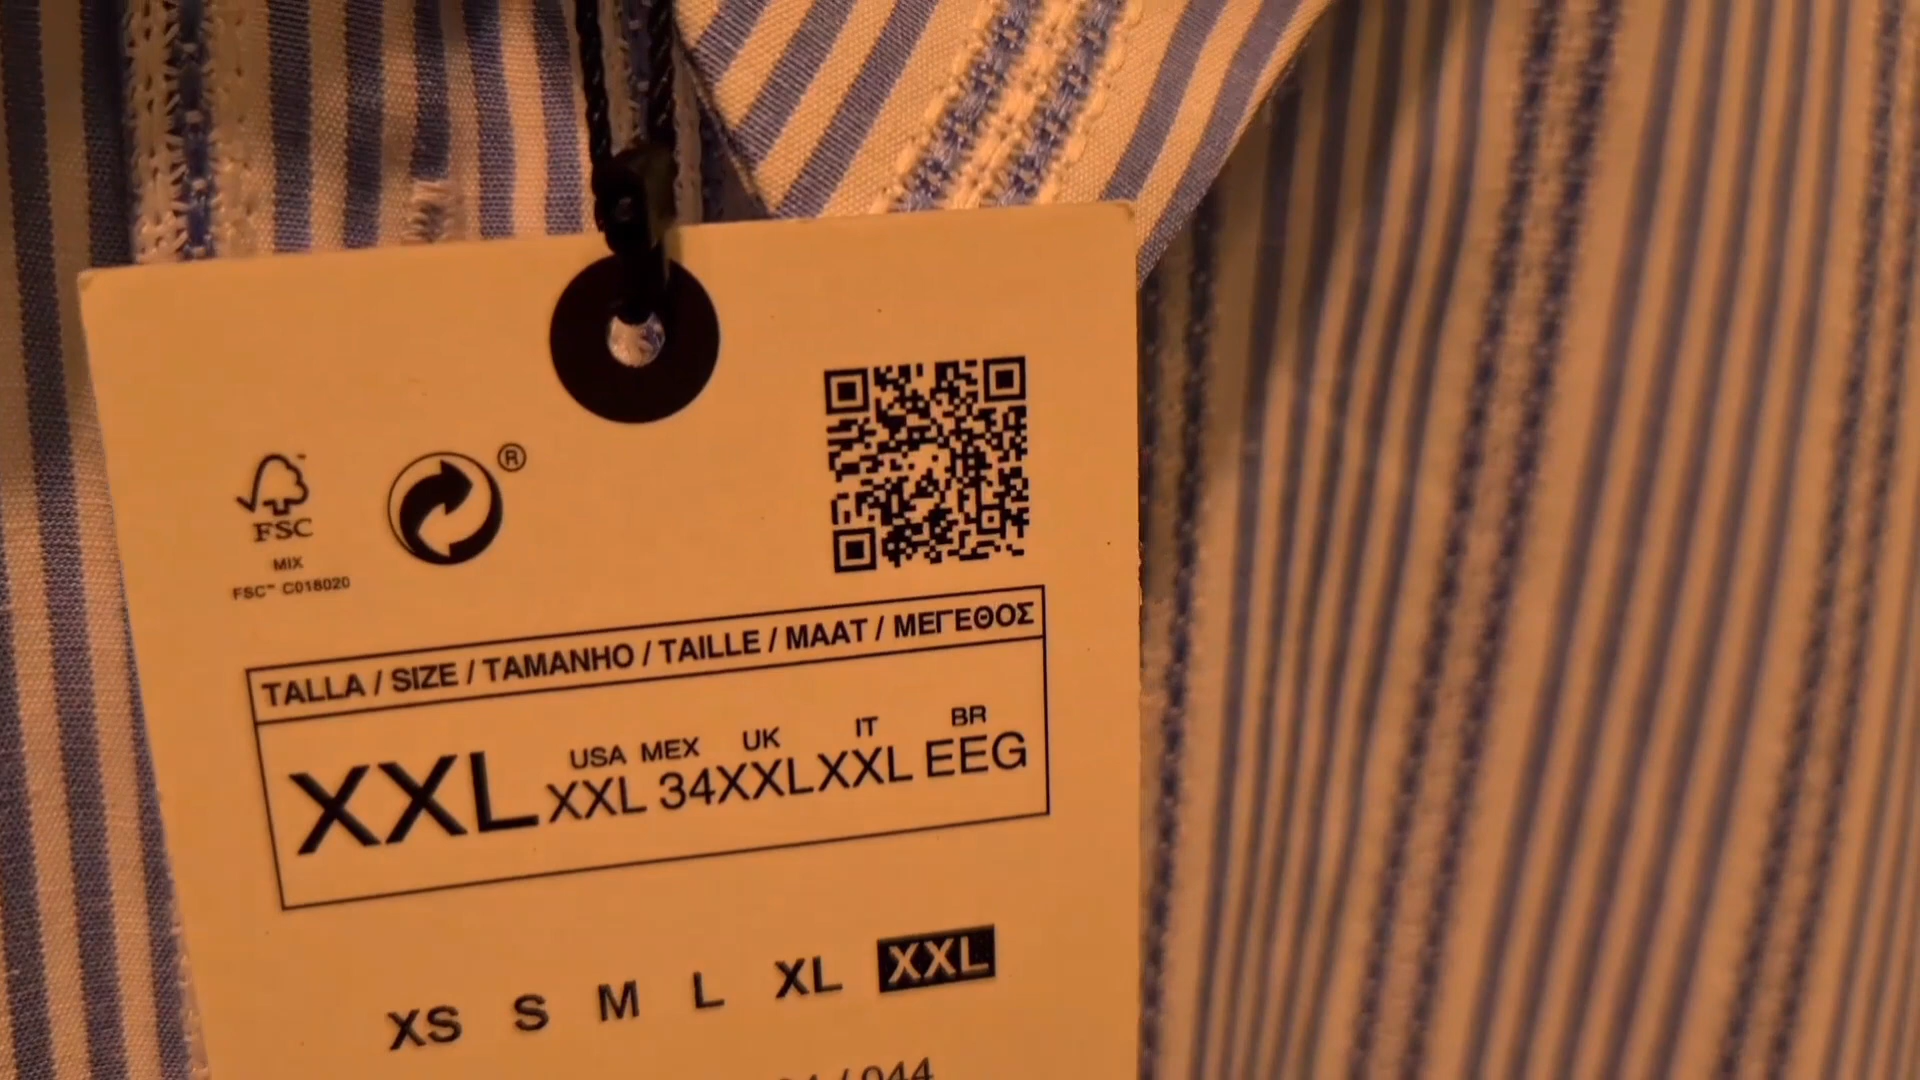 ®
FSC
MIX
FSC™ C018020
TALLA / SIZE / TAMANHO / TAILLE / MAAT / ΜΕΓΕΘΟΣ
USA MEX UK IT BR
XXL XXL 34 XXL XXL EEG
XS S M L XL XXL
/ 044